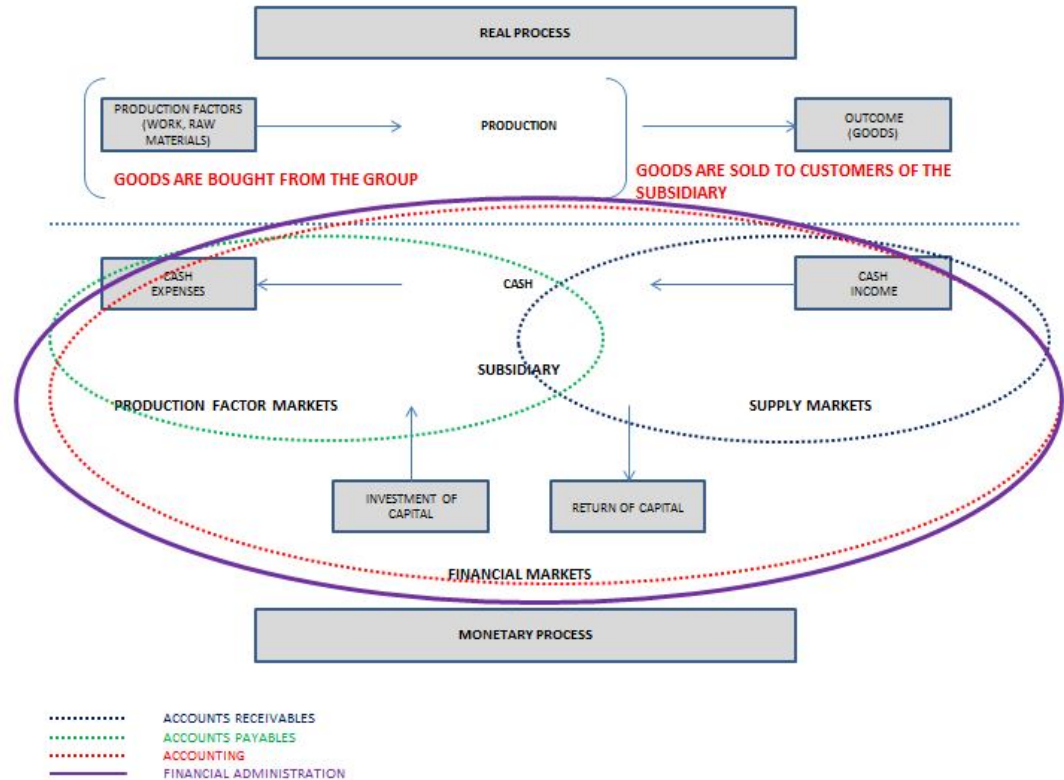 REAL PROCESS
PRODUCTION FACTORS
(WORK, RAW
MATERIALS)
PRODUCTION
OUTCOME
(GOODS)
GOODS ARE BOUGHT FROM THE GROUP
GOODS ARE SOLD TO CUSTOMERS OF THE
SUBSIDIARY
CASH
EXPENSES
CASH
CASH
INCOME
SUBSIDIARY
PRODUCTION FACTOR MARKETS
SUPPLY MARKETS
INVESTMENT OF
CAPITAL
RETURN OF CAPITAL
FINANCIAL MARKETS
MONETARY PROCESS
ACCOUNTS RECEIVABLES
ACCOUNTS PAYABLES
ACCOUNTING
FINANCIAL ADMINISTRATION